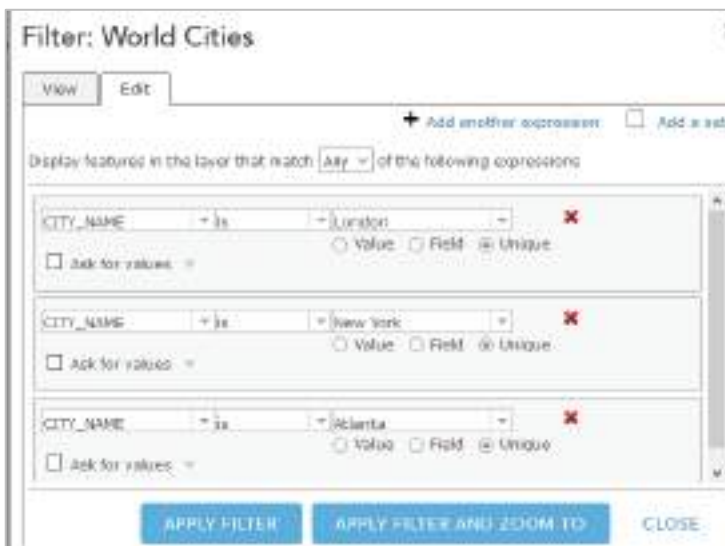 Filter: World Cities
View Edit
+ Add another expression Add a set
Display features in the layer that match Any of the following expressions
CITY_NAME is London
Value Field Unique
Ask for values
CITY_NAME is New York
Value Field Unique
Ask for values
CITY_NAME is Atlanta
Value Field Unique
Ask for values
APPLY FILTER APPLY FILTER AND ZOOM TO CLOSE